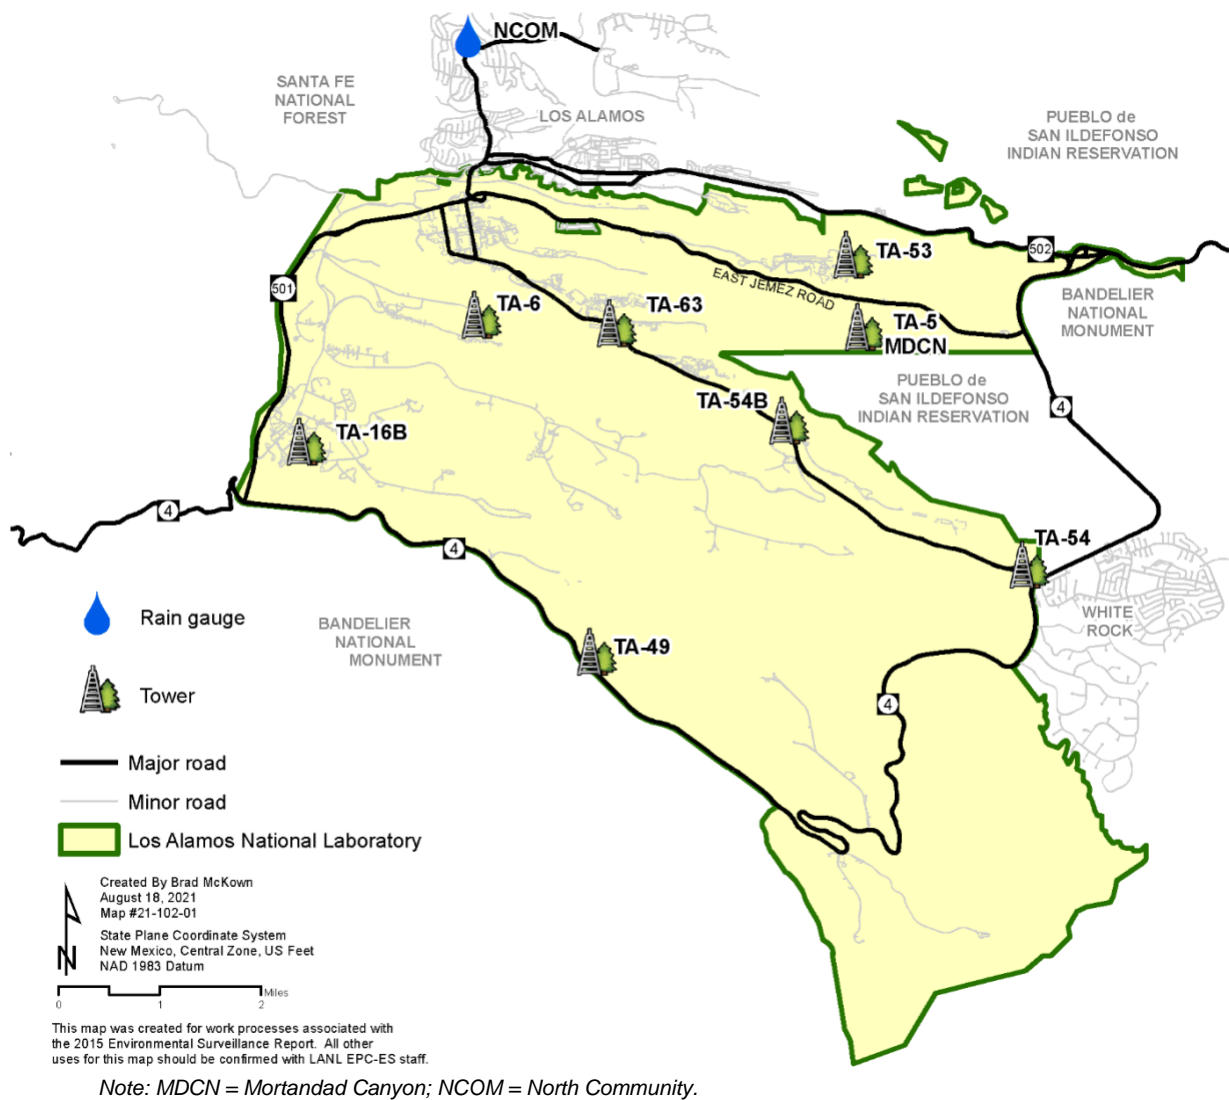 NCOM
SANTA FE
NATIONAL
FOREST
LOS ALAMOS
PUEBLO de
SAN ILDEFONSO
INDIAN RESERVATION
TA-53
502
EAST JEMEZ ROAD
501
BANDELIER
NATIONAL
MONUMENT
TA-6
TA-63
TA-5
MDCN
PUEBLO de
SAN ILDEFONSO
INDIAN RESERVATION
TA-54B
4
TA-16B
4
4
TA-54
WHITE
ROCK
Rain gauge
BANDELIER
NATIONAL
MONUMENT
TA-49
Tower
4
Major road
Minor road
Los Alamos National Laboratory
Created By Brad McKown
August 18, 2021
Map #21-102-01
State Plane Coordinate System
New Mexico, Central Zone, US Feet
NAD 1983 Datum
N
Miles
0 1 2
This map was created for work processes associated with
the 2015 Environmental Surveillance Report. All other
uses for this map should be confirmed with LANL EPC-ES staff.
Note: MDCN = Mortandad Canyon; NCOM = North Community.